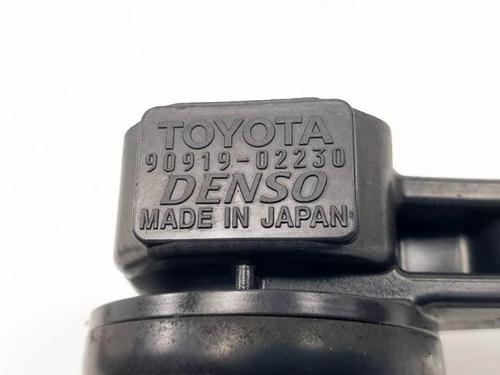 TOYOTA
90919-02230
DENSO
MADE IN JAPAN